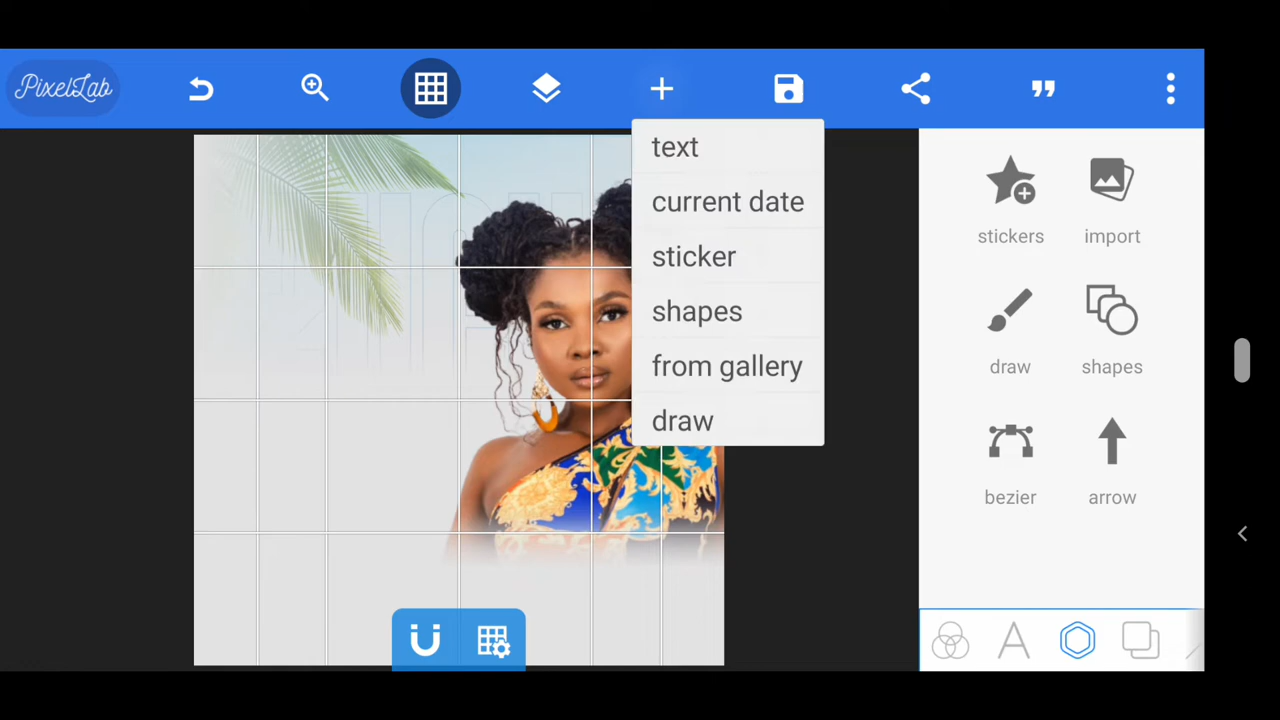 PixelLab
text
current date
sticker
shapes
from gallery
draw
stickers
import
draw
shapes
bezier
arrow